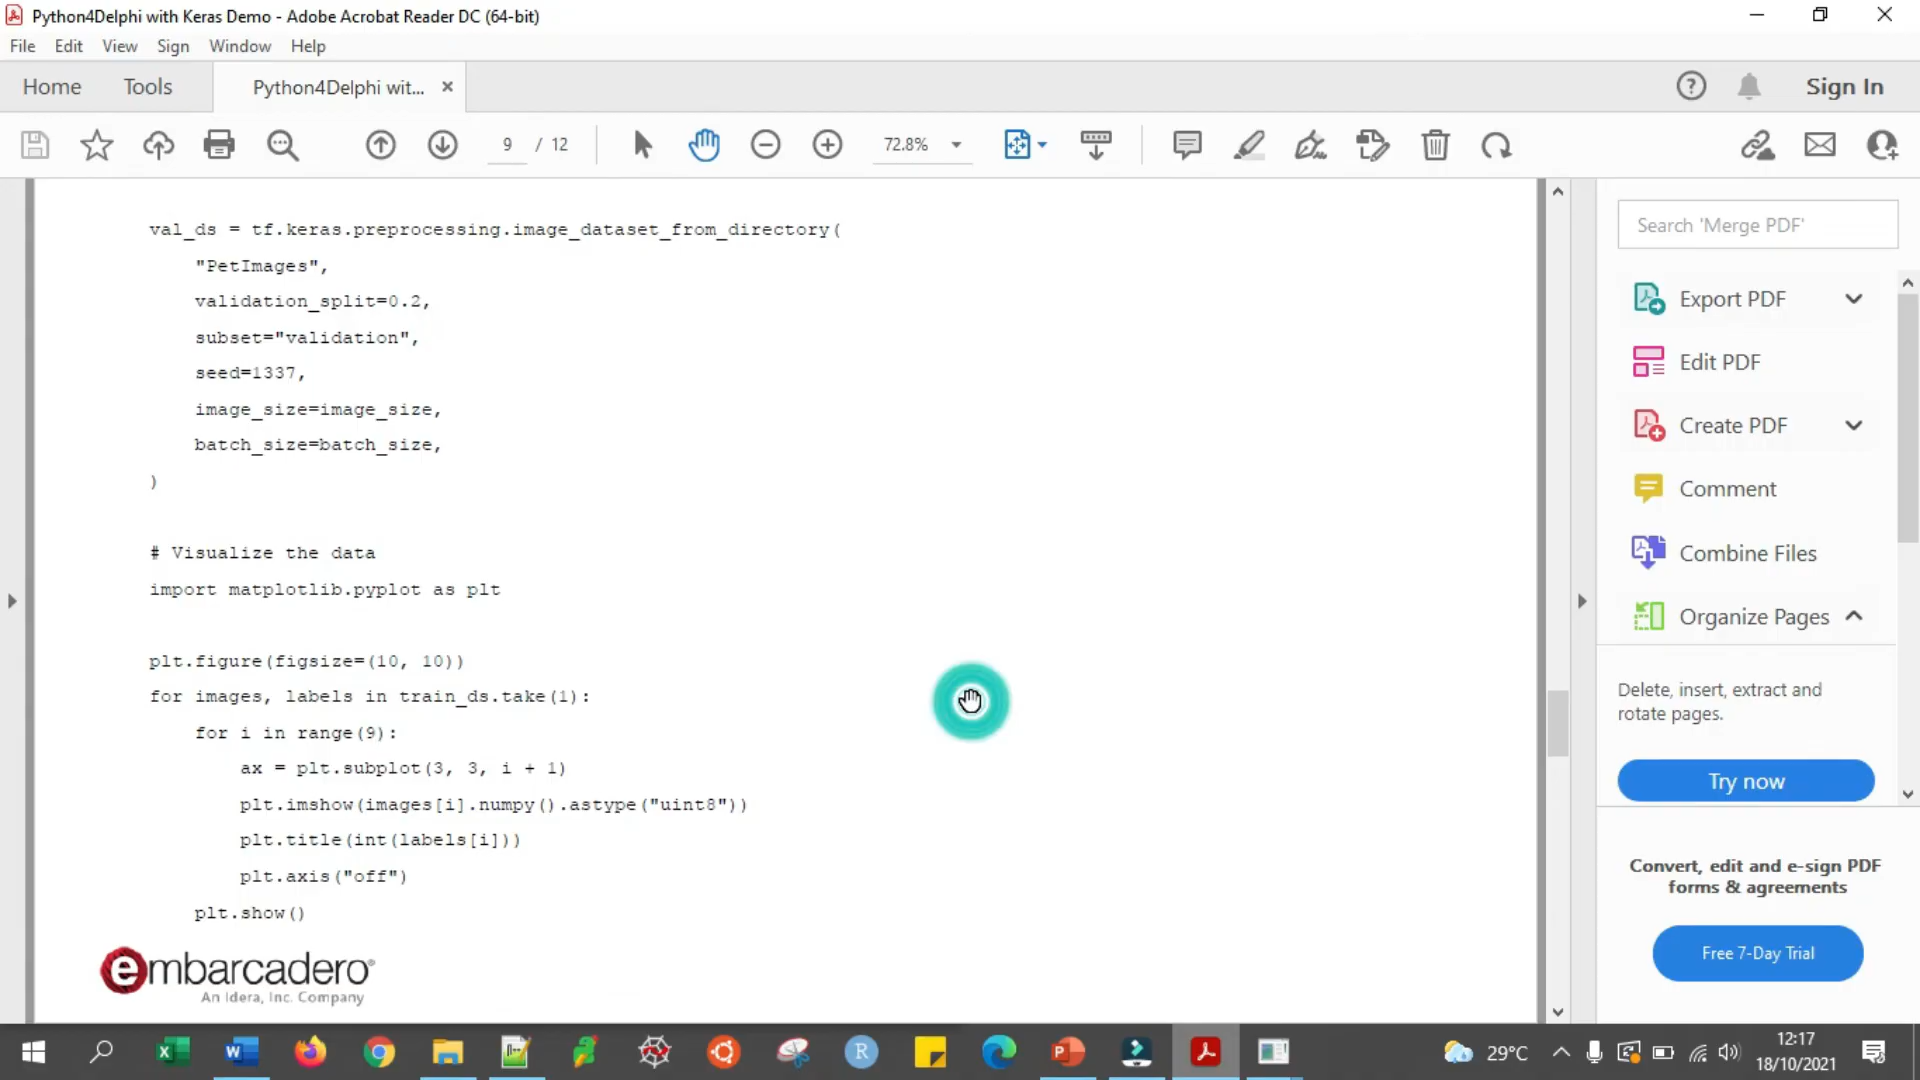 Python4Delphi with Keras Demo - Adobe Acrobat Reader DC (64-bit)
File Edit View Sign Window Help
Home Tools Python4Delphi wit... Sign In
9 / 12 72.8%
val_ds = tf.keras.preprocessing.image_dataset_from_directory(
"PetImages",
validation_split=0.2,
subset="validation",
seed=1337,
image_size=image_size,
batch_size=batch_size,
)
# Visualize the data
import matplotlib.pyplot as plt
plt.figure(figsize=(10, 10))
for images, labels in train_ds.take(1):
for i in range(9):
ax = plt.subplot(3, 3, i + 1)
plt.imshow(images[i].numpy().astype("uint8"))
plt.title(int(labels[i]))
plt.axis("off")
plt.show()
embarcadero
An Idera, Inc. Company
Search 'Merge PDF'
Export PDF
Edit PDF
Create PDF
Comment
Combine Files
Organize Pages
Delete, insert, extract and
rotate pages.
Try now
Convert, edit and e-sign PDF
forms & agreements
Free 7-Day Trial
29°C
12:17
18/10/2021